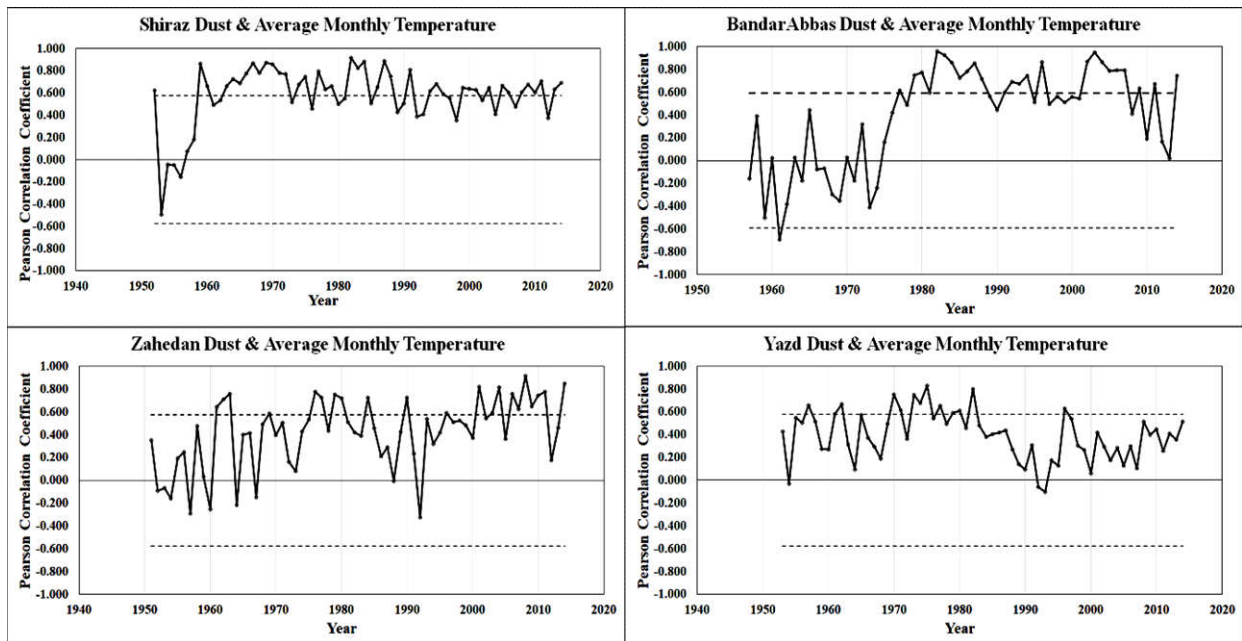 Shiraz Dust & Average Monthly Temperature
Pearson Correlation Coefficient
1.000
0.800
0.600
0.400
0.200
0.000
-0.200
-0.400
-0.600
-0.800
-1.000
1940 1950 1960 1970 1980 1990 2000 2010 2020
Year
BandarAbbas Dust & Average Monthly Temperature
Pearson Correlation Coefficient
1.000
0.800
0.600
0.400
0.200
0.000
-0.200
-0.400
-0.600
-0.800
-1.000
1950 1960 1970 1980 1990 2000 2010 2020
Year
Zahedan Dust & Average Monthly Temperature
Pearson Correlation Coefficient
1.000
0.800
0.600
0.400
0.200
0.000
-0.200
-0.400
-0.600
-0.800
-1.000
1940 1950 1960 1970 1980 1990 2000 2010 2020
Year
Yazd Dust & Average Monthly Temperature
Pearson Correlation Coefficient
1.000
0.800
0.600
0.400
0.200
0.000
-0.200
-0.400
-0.600
-0.800
-1.000
1940 1950 1960 1970 1980 1990 2000 2010 2020
Year